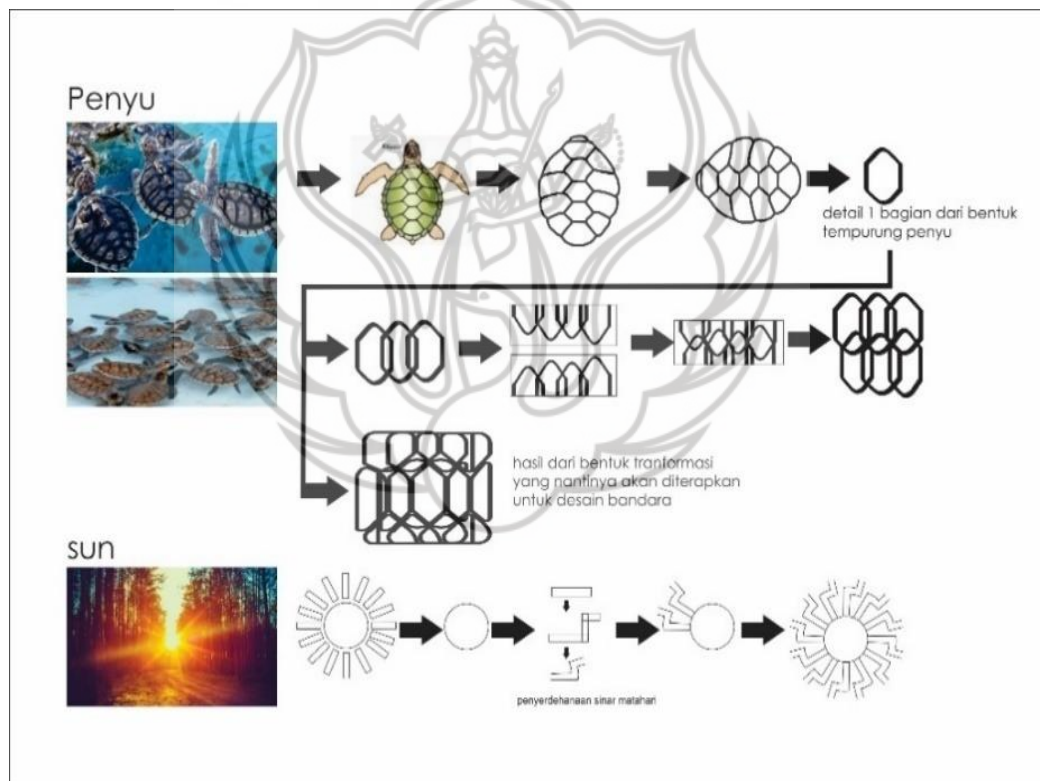 Penyu
detail 1 bagian dari bentuk
tempurung penyu
hasil dari bentuk tranformasi
yang nantinya akan diterapkan
untuk desain bandara
sun
penyerdehanaan sinar matahari